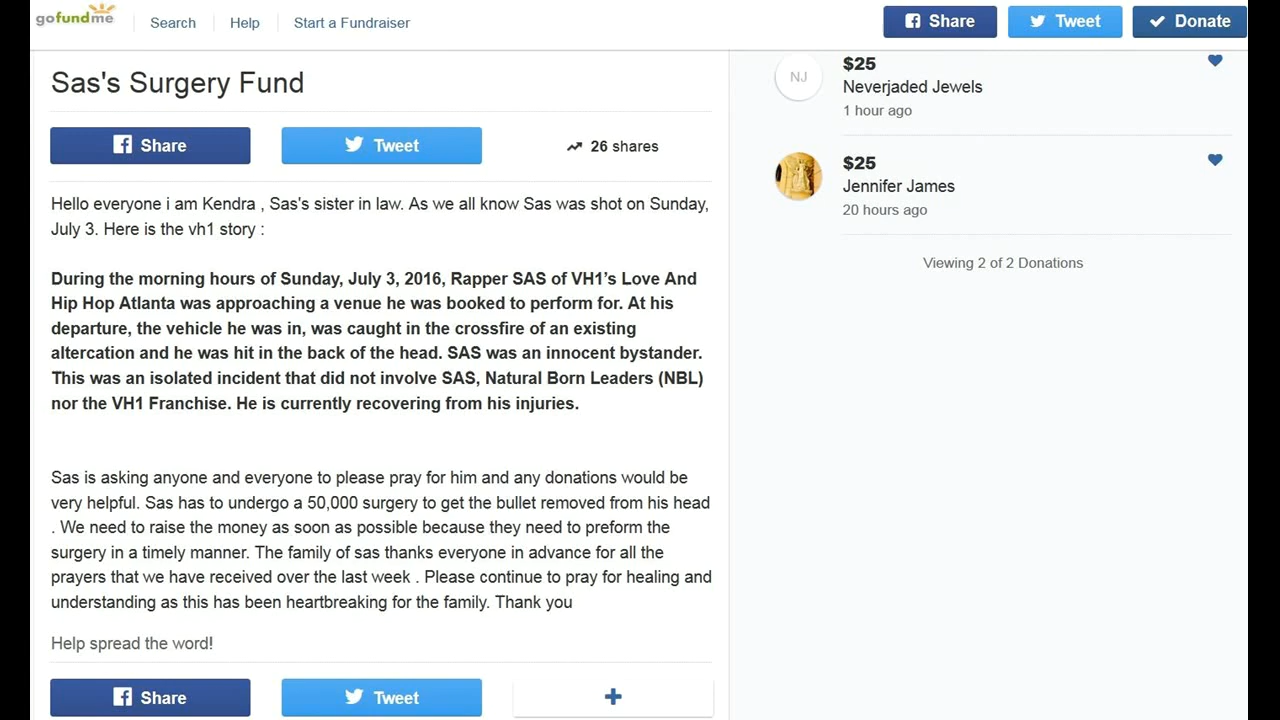 gofundme
Search
Help
Start a Fundraiser
Share
Tweet
Donate
Sas's Surgery Fund
Share
Tweet
26 shares
Hello everyone i am Kendra , Sas's sister in law. As we all know Sas was shot on Sunday,
July 3. Here is the vh1 story :
During the morning hours of Sunday, July 3, 2016, Rapper SAS of VH1’s Love And
Hip Hop Atlanta was approaching a venue he was booked to perform for. At his
departure, the vehicle he was in, was caught in the crossfire of an existing
altercation and he was hit in the back of the head. SAS was an innocent bystander.
This was an isolated incident that did not involve SAS, Natural Born Leaders (NBL)
nor the VH1 Franchise. He is currently recovering from his injuries.
Sas is asking anyone and everyone to please pray for him and any donations would be
very helpful. Sas has to undergo a 50,000 surgery to get the bullet removed from his head
. We need to raise the money as soon as possible because they need to preform the
surgery in a timely manner. The family of sas thanks everyone in advance for all the
prayers that we have received over the last week . Please continue to pray for healing and
understanding as this has been heartbreaking for the family. Thank you
Help spread the word!
Share
Tweet
+
NJ
$25
Neverjaded Jewels
1 hour ago
$25
Jennifer James
20 hours ago
Viewing 2 of 2 Donations